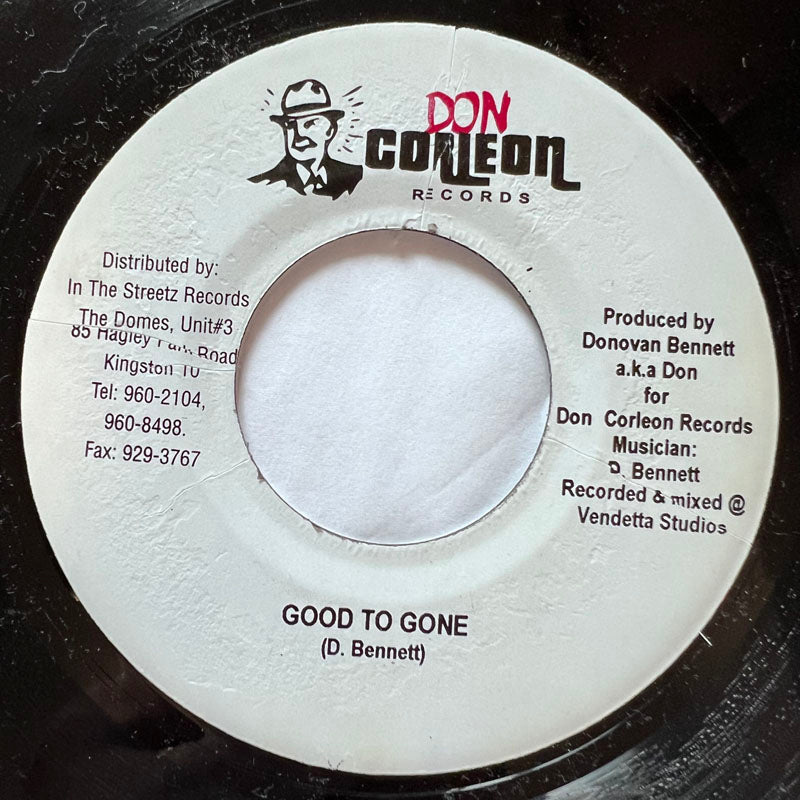 DON
CORLEON
RECORDS
Distributed by:
In The Streetz Records
The Domes, Unit#3
85 Hagley Park Road
Kingston 10
Tel: 960-2104,
960-8498.
Fax: 929-3767
Produced by
Donovan Bennett
a.k.a Don
for
Don Corleon Records
Musician:
D. Bennett
Recorded & mixed @
Vendetta Studios
GOOD TO GONE
(D. Bennett)